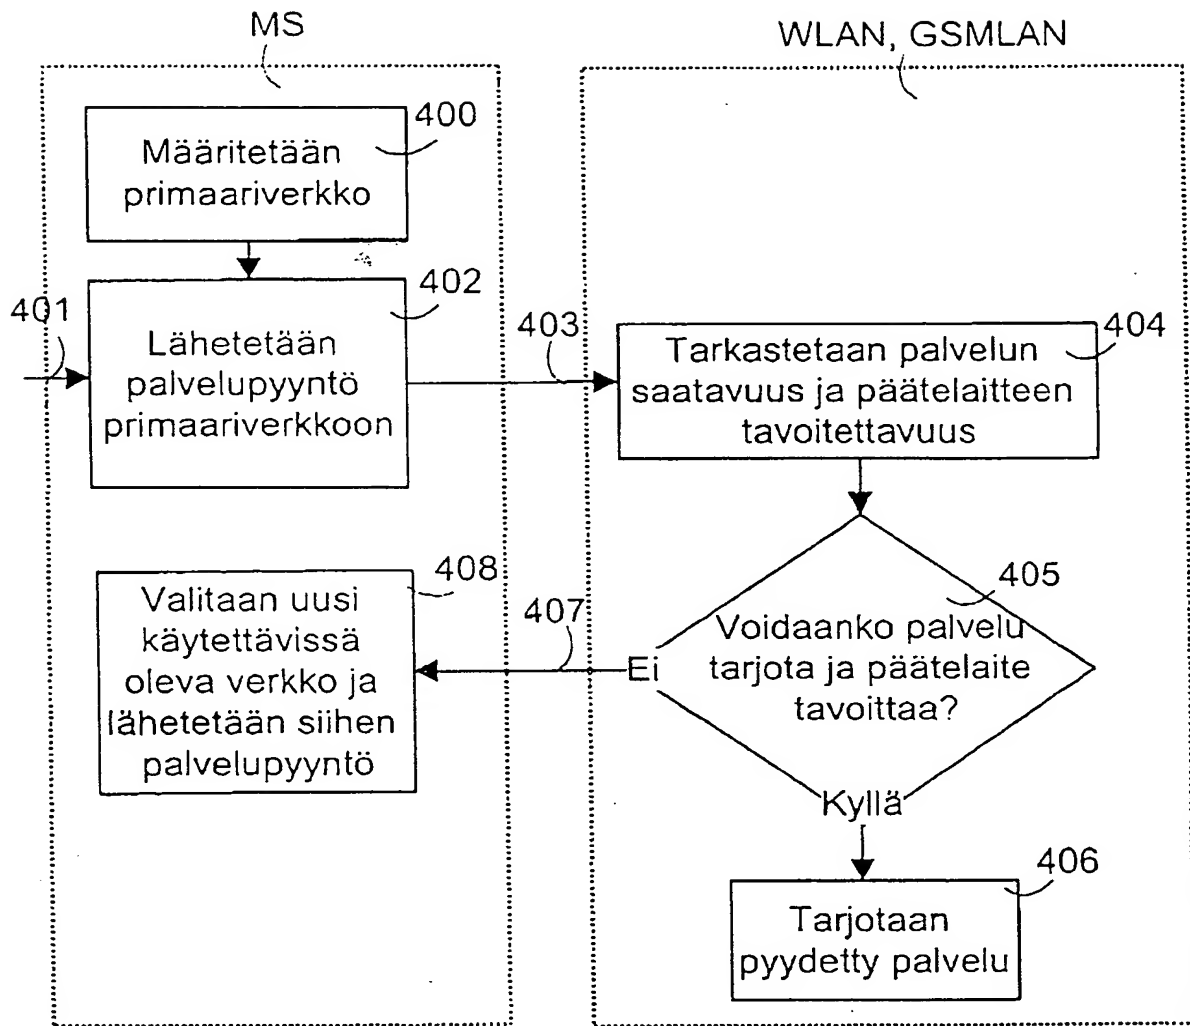 MS
WLAN, GSMLAN
400
Määritetään
primaariverkko
401
402
Lähetetään
palvelupyyntö
primaariverkkoon
403
404
Tarkastetaan palvelun
saatavuus ja päätelaitteen
tavoitettavuus
405
Voidaanko palvelu
tarjota ja päätelaite
tavoittaa?
Ei
Kyllä
407
408
Valitaan uusi
käytettävissä
oleva verkko ja
lähetetään siihen
palvelupyyntö
406
Tarjotaan
pyydetty palvelu